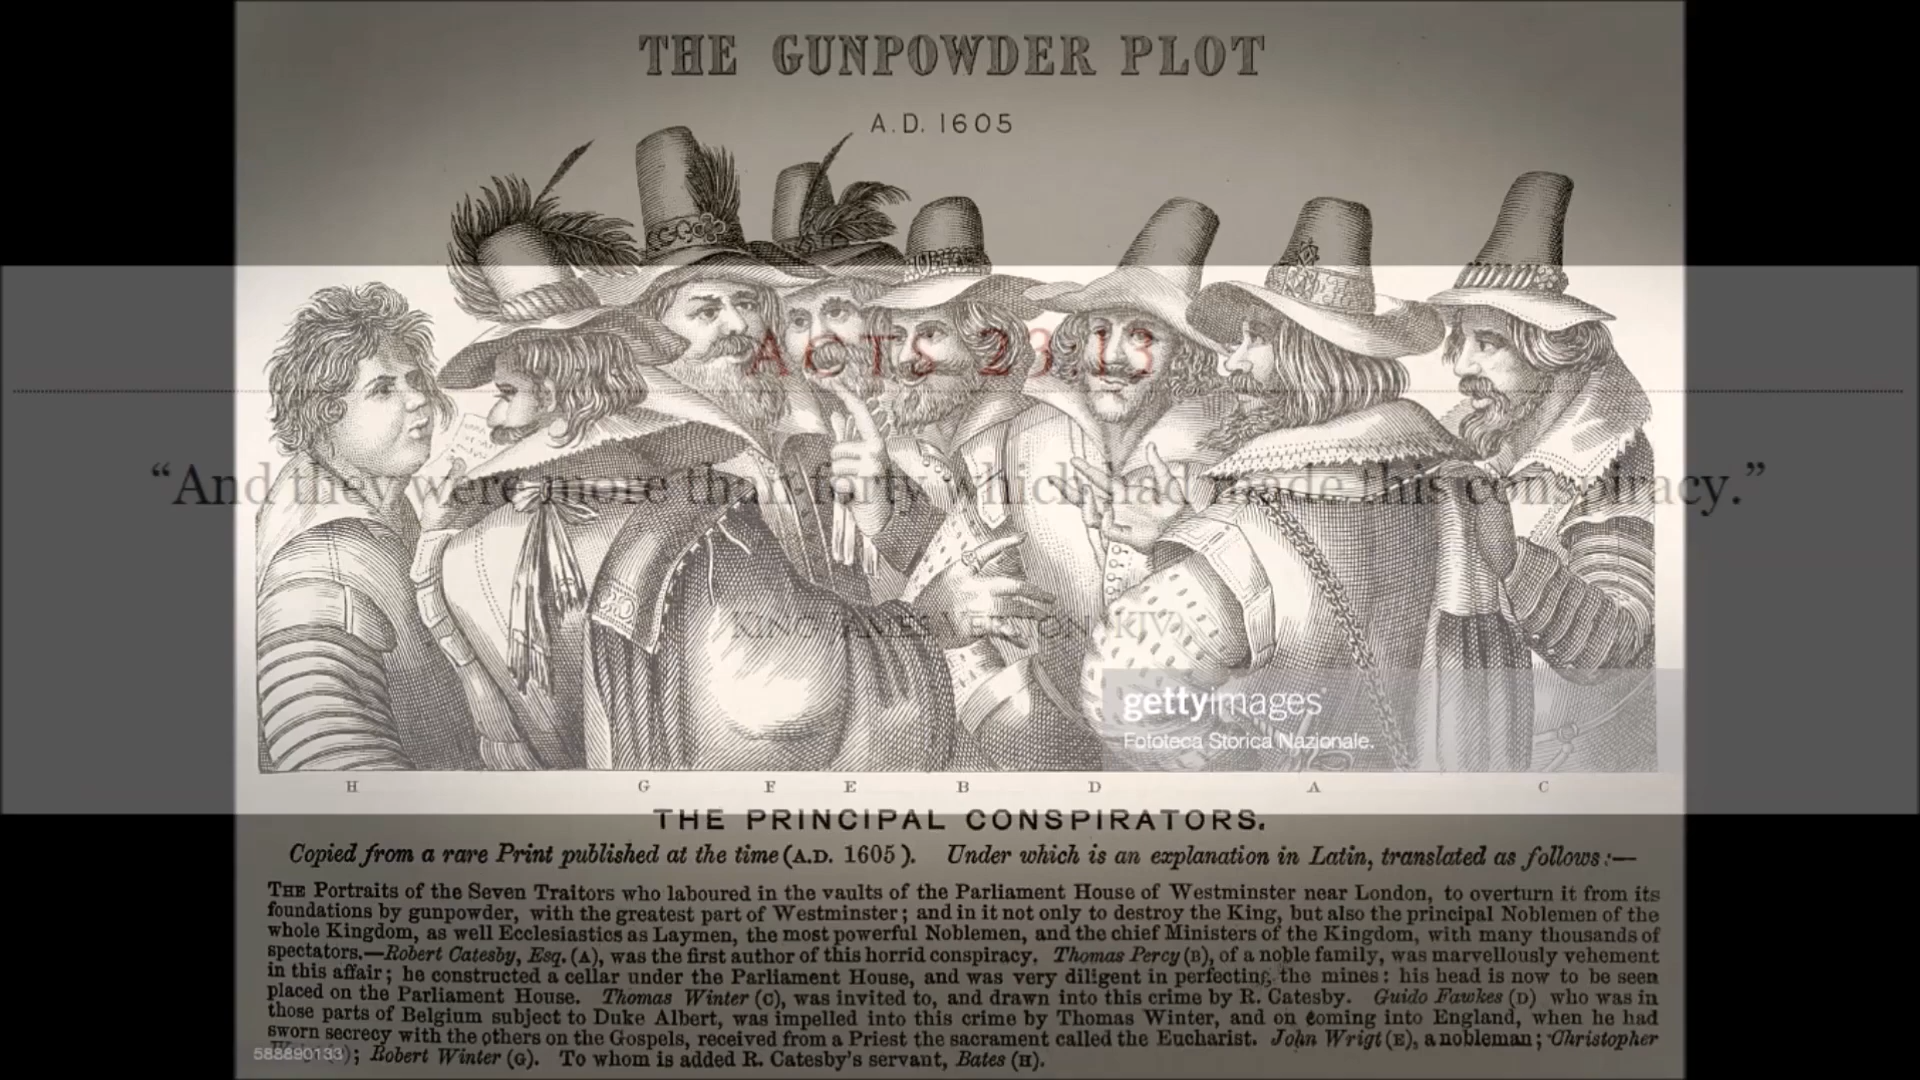 THE GUNPOWDER PLOT
A.D. 1605
ACTS 23:13
“And they were more than forty which had made this conspiracy.”
KING JAMES VERSION (KJV)
gettyimages
Fototeca Storica Nazionale.
H G F E B D A C
THE PRINCIPAL CONSPIRATORS.
Copied from a rare Print published at the time (A.D. 1605). Under which is an explanation in Latin, translated as follows:—
THE Portraits of the Seven Traitors who laboured in the vaults of the Parliament House of Westminster near London, to overturn it from its
foundations by gunpowder, with the greatest part of Westminster; and in it not only to destroy the King, but also the principal Noblemen of the
whole Kingdom, as well Ecclesiastics as Laymen, the most powerful Noblemen, and the chief Ministers of the Kingdom, with many thousands of
spectators.—Robert Catesby, Esq. (A), was the first author of this horrid conspiracy. Thomas Percy (B), of a noble family, was marvellously vehement
in this affair; he constructed a cellar under the Parliament House, and was very diligent in perfecting the mines: his head is now to be seen
placed on the Parliament House. Thomas Winter (C), was invited to, and drawn into this crime by R. Catesby. Guido Fawkes (D) who was in
those parts of Belgium subject to Duke Albert, was impelled into this crime by Thomas Winter, and on coming into England, when he had
sworn secrecy with the others on the Gospels, received from a Priest the sacrament called the Eucharist. John Wrigt (E), a nobleman; Christopher
588890133 ); Robert Winter (G). To whom is added R. Catesby's servant, Bates (H).